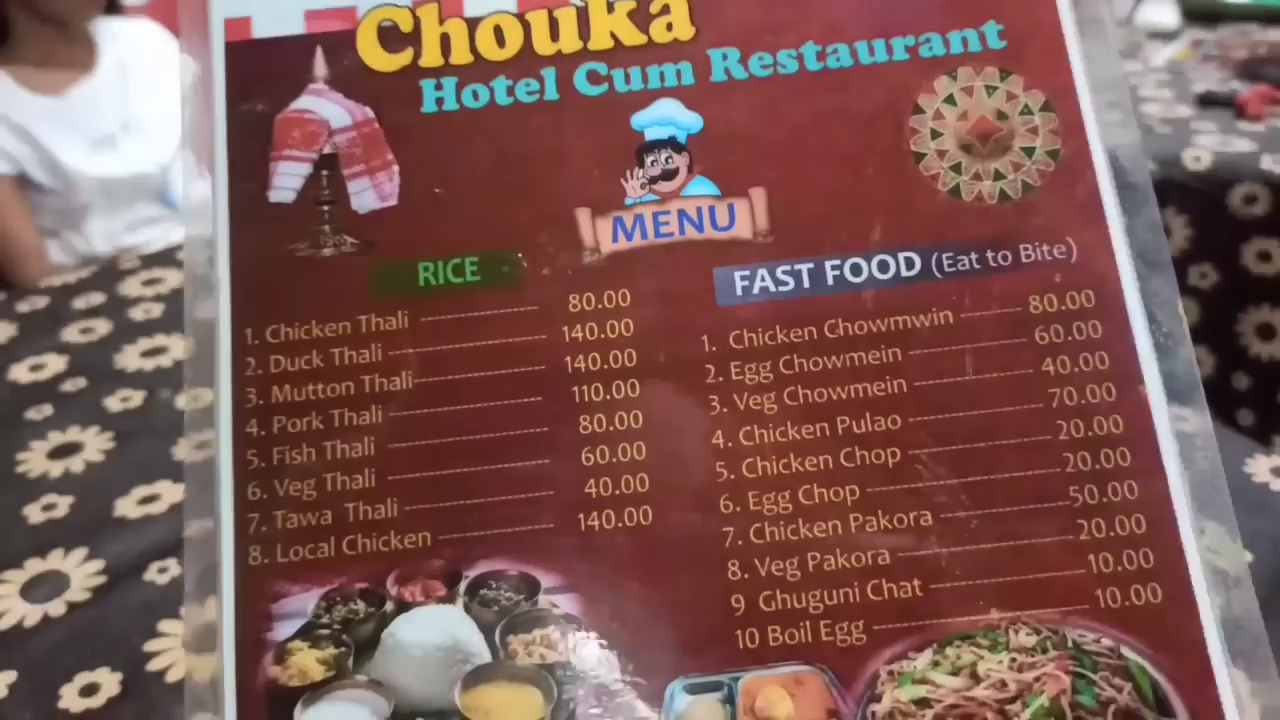 Chouka
Hotel Cum Restaurant
MENU
RICE
1. Chicken Thali 80.00
2. Duck Thali 140.00
3. Mutton Thali 140.00
4. Pork Thali 110.00
5. Fish Thali 80.00
6. Veg Thali 60.00
7. Tawa Thali 40.00
8. Local Chicken 140.00
FAST FOOD (Eat to Bite)
1. Chicken Chowmwin 80.00
2. Egg Chowmein 60.00
3. Veg Chowmein 40.00
4. Chicken Pulao 70.00
5. Chicken Chop 20.00
6. Egg Chop 20.00
7. Chicken Pakora 50.00
8. Veg Pakora 20.00
9 Ghuguni Chat 10.00
10 Boil Egg 10.00